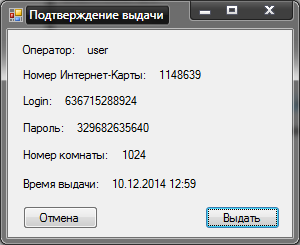 Подтверждение выдачи
Оператор: user
Номер Интернет-Карты: 1148639
Login: 636715288924
Пароль: 329682635640
Номер комнаты: 1024
Время выдачи: 10.12.2014 12:59
Отмена Выдать